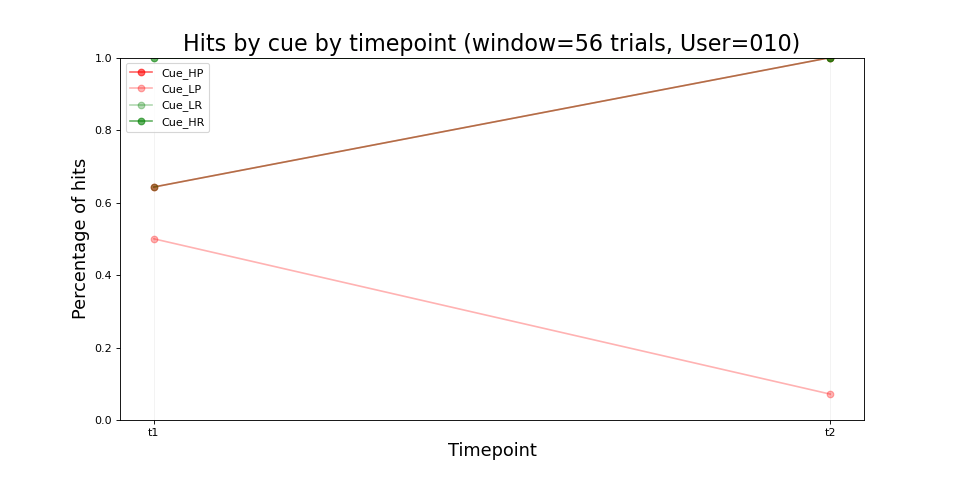 Hits by cue by timepoint (window=56 trials, User=010)
Percentage of hits
1.0
0.8
0.6
0.4
0.2
0.0
Cue_HP
Cue_LP
Cue_LR
Cue_HR
t1
t2
Timepoint